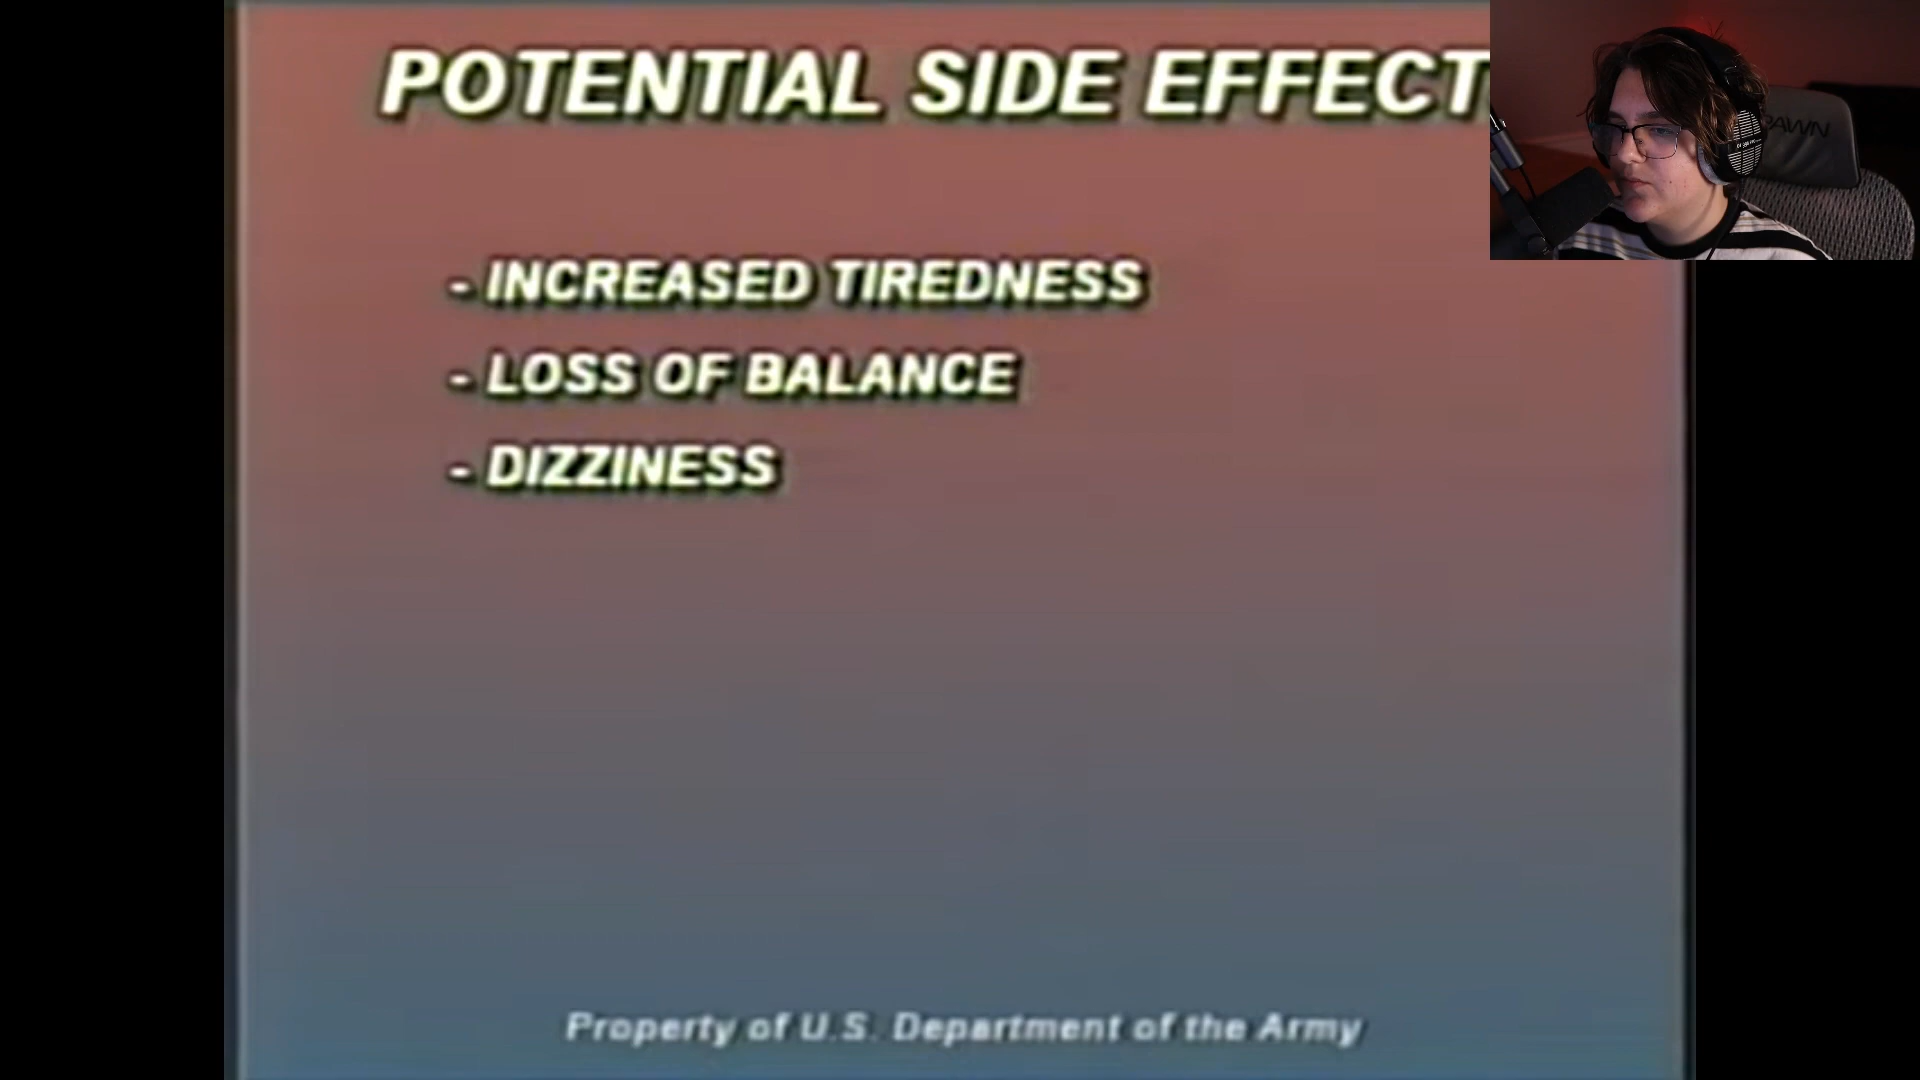 POTENTIAL SIDE EFFECT
- INCREASED TIREDNESS
- LOSS OF BALANCE
- DIZZINESS
Property of U.S. Department of the Army